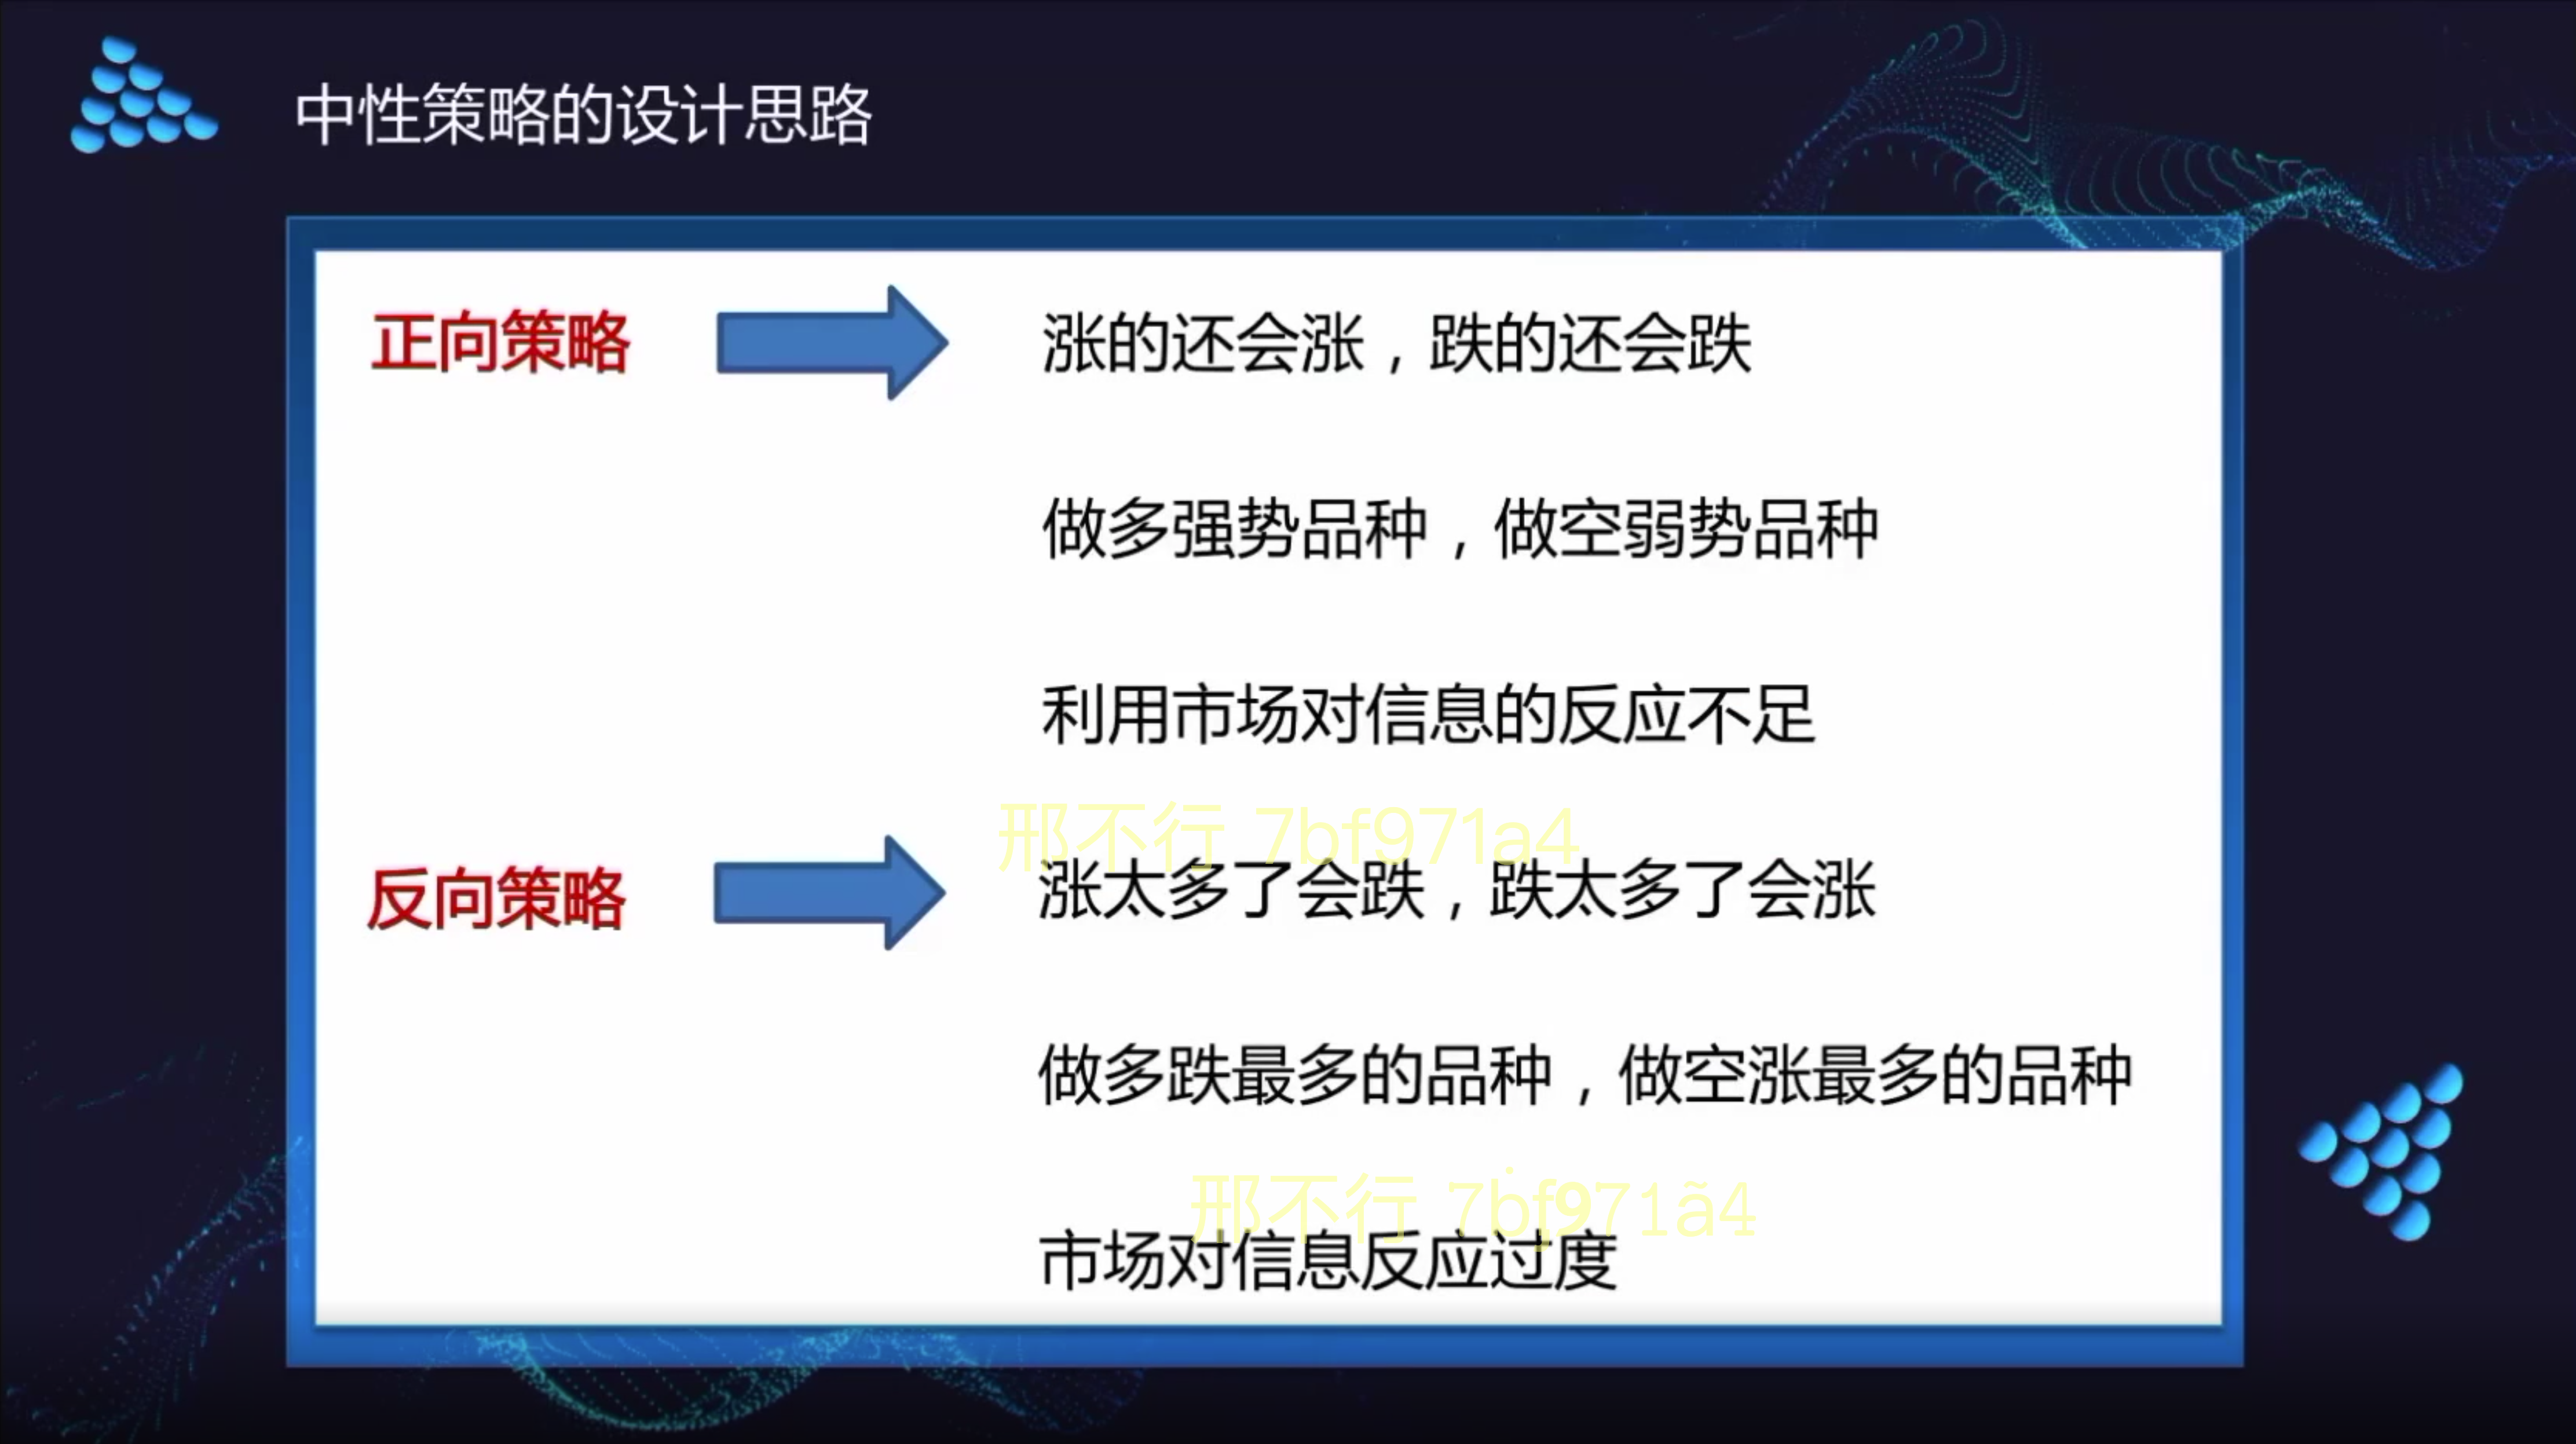 中性策略的设计思路
正向策略
涨的还会涨，跌的还会跌
做多强势品种，做空弱势品种
利用市场对信息的反应不足
邢不行 7bf971a4
反向策略
涨太多了会跌，跌太多了会涨
做多跌最多的品种，做空涨最多的品种
邢不行 7bf971ã4
市场对信息反应过度